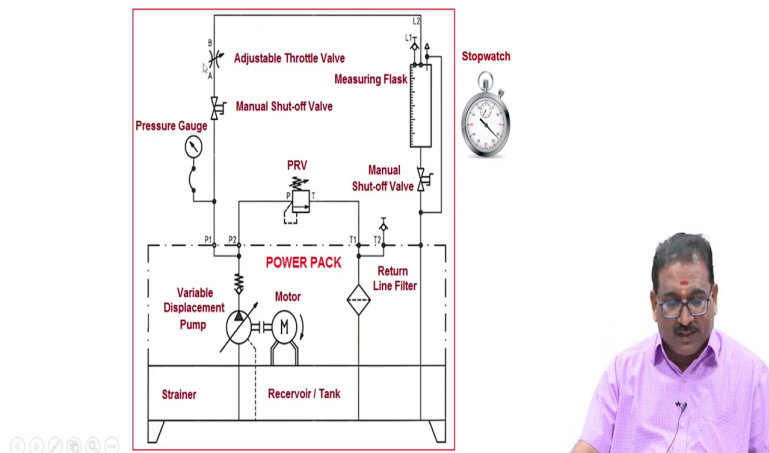 L2
L1
B
Adjustable Throttle Valve
A
Stopwatch
Measuring Flask
Manual Shut-off Valve
Pressure Gauge
PRV
P
T
Manual
Shut-off Valve
P1
P2
T1
T2
POWER PACK
Return
Line Filter
Variable
Displacement
Pump
Motor
M
Strainer
Recervoir / Tank